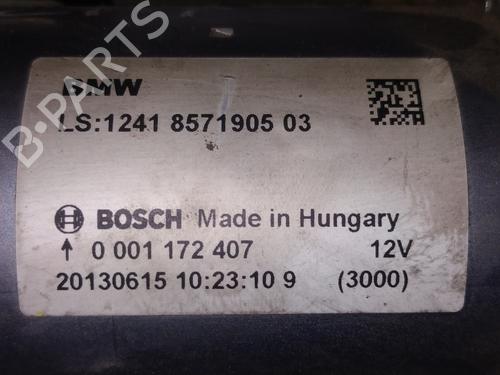 BMW
LS:1241 8571905 03
BOSCH Made in Hungary
↑ 0 001 172 407 12V
20130615 10:23:10 9 (3000)
B-PARTS